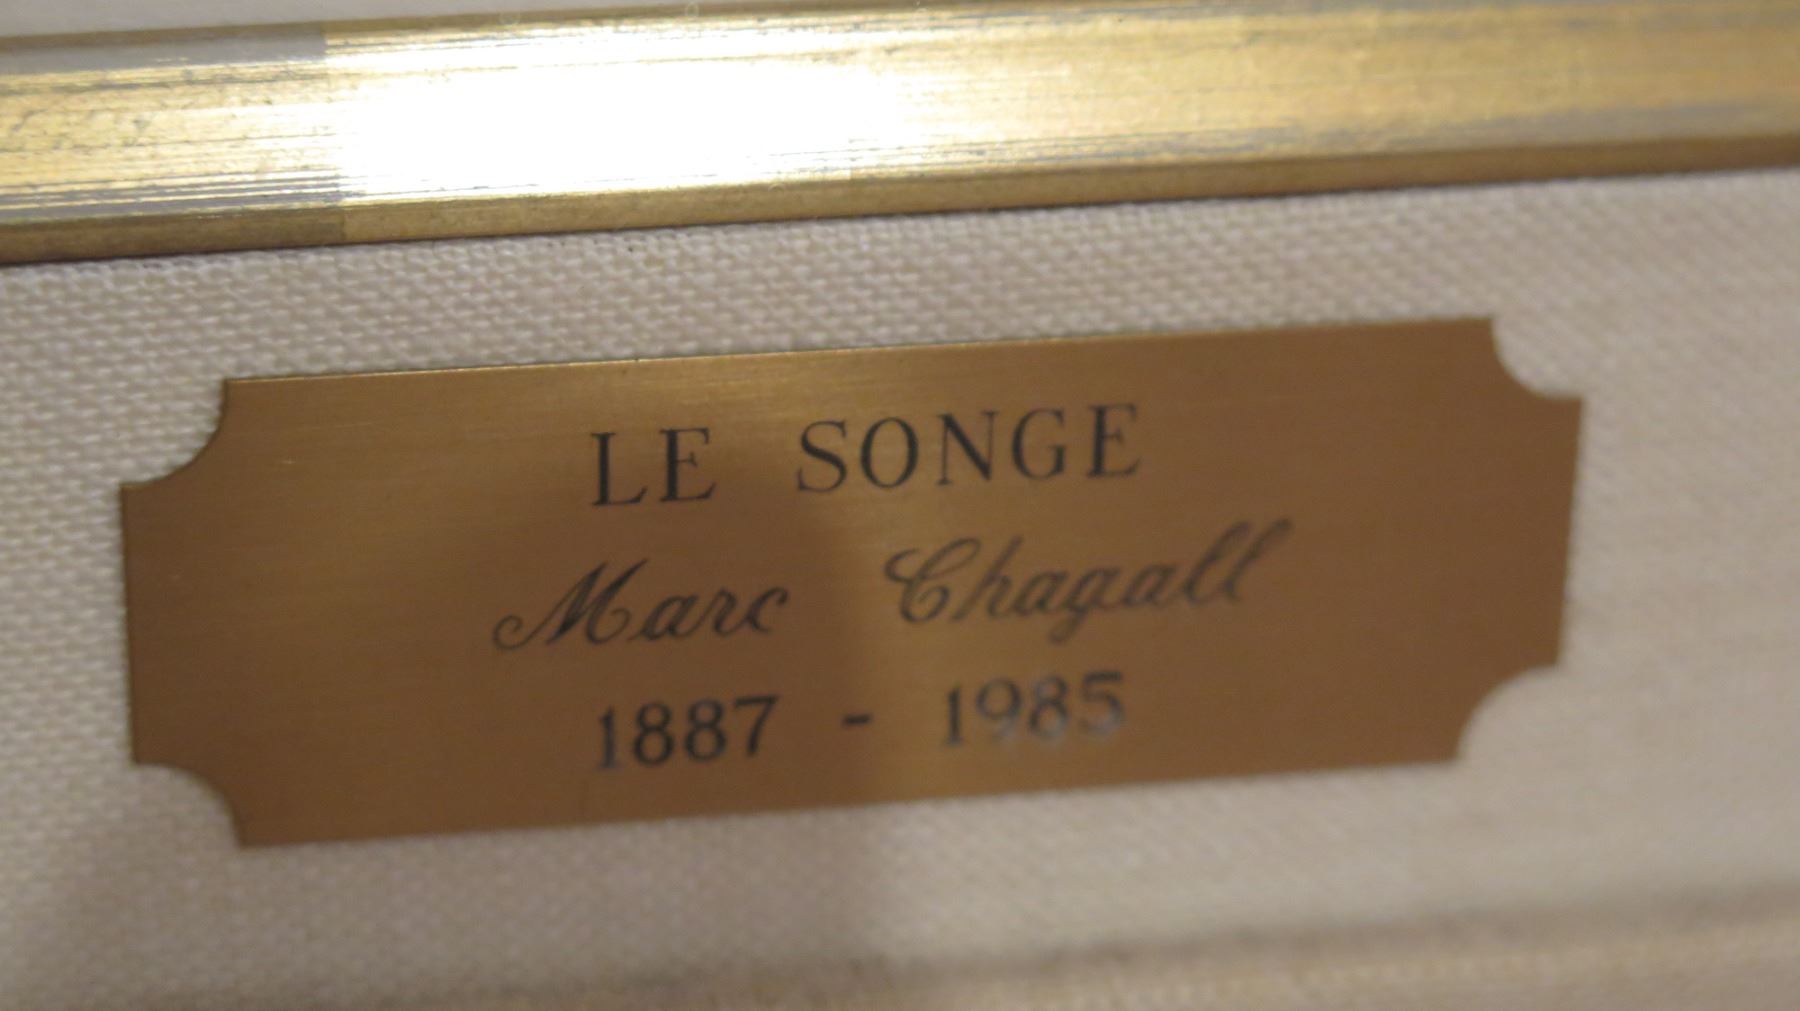 LE SONGE
Marc Chagall
1887 - 1985